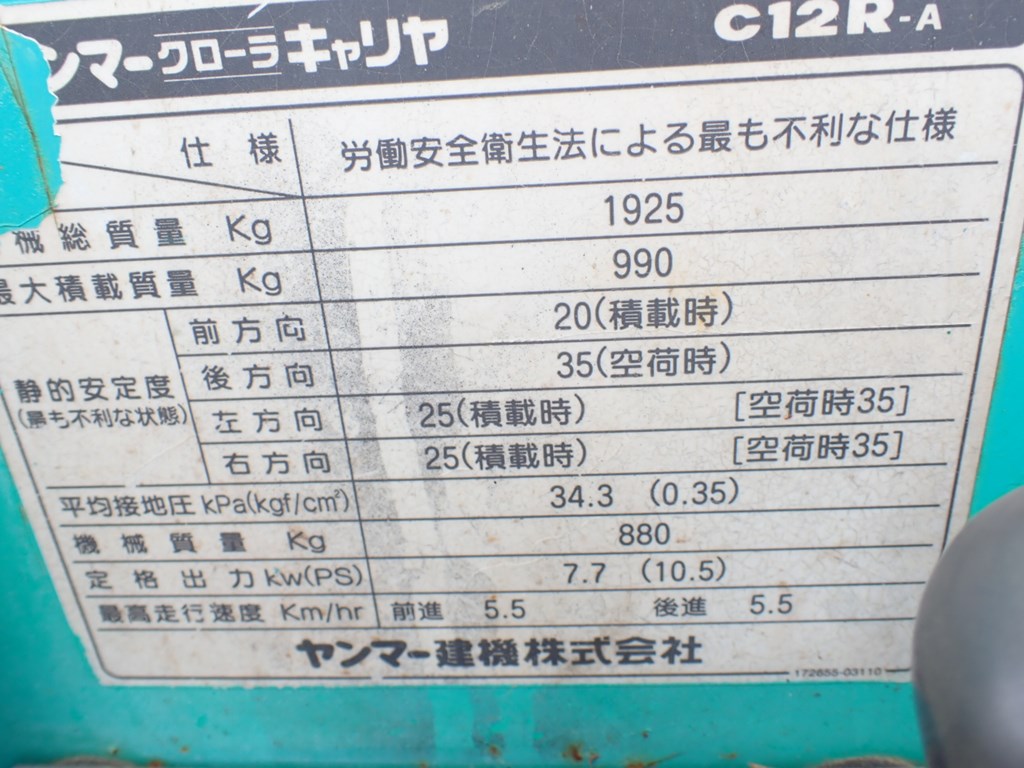 ンマークローラキャリヤ C12R-A
仕様 労働安全衛生法による最も不利な仕様
械総質量 Kg 1925
最大積載質量 Kg 990
静的安定度 (最も不利な状態)
前方向 20(積載時)
後方向 35(空荷時)
左方向 25(積載時) [空荷時35]
右方向 25(積載時) [空荷時35]
平均接地圧 kPa(kgf/cm²) 34.3 (0.35)
機械質量 Kg 880
定格出力 kw(PS) 7.7 (10.5)
最高走行速度 Km/hr 前進 5.5 後進 5.5
ヤンマー建機株式会社
172655-03110